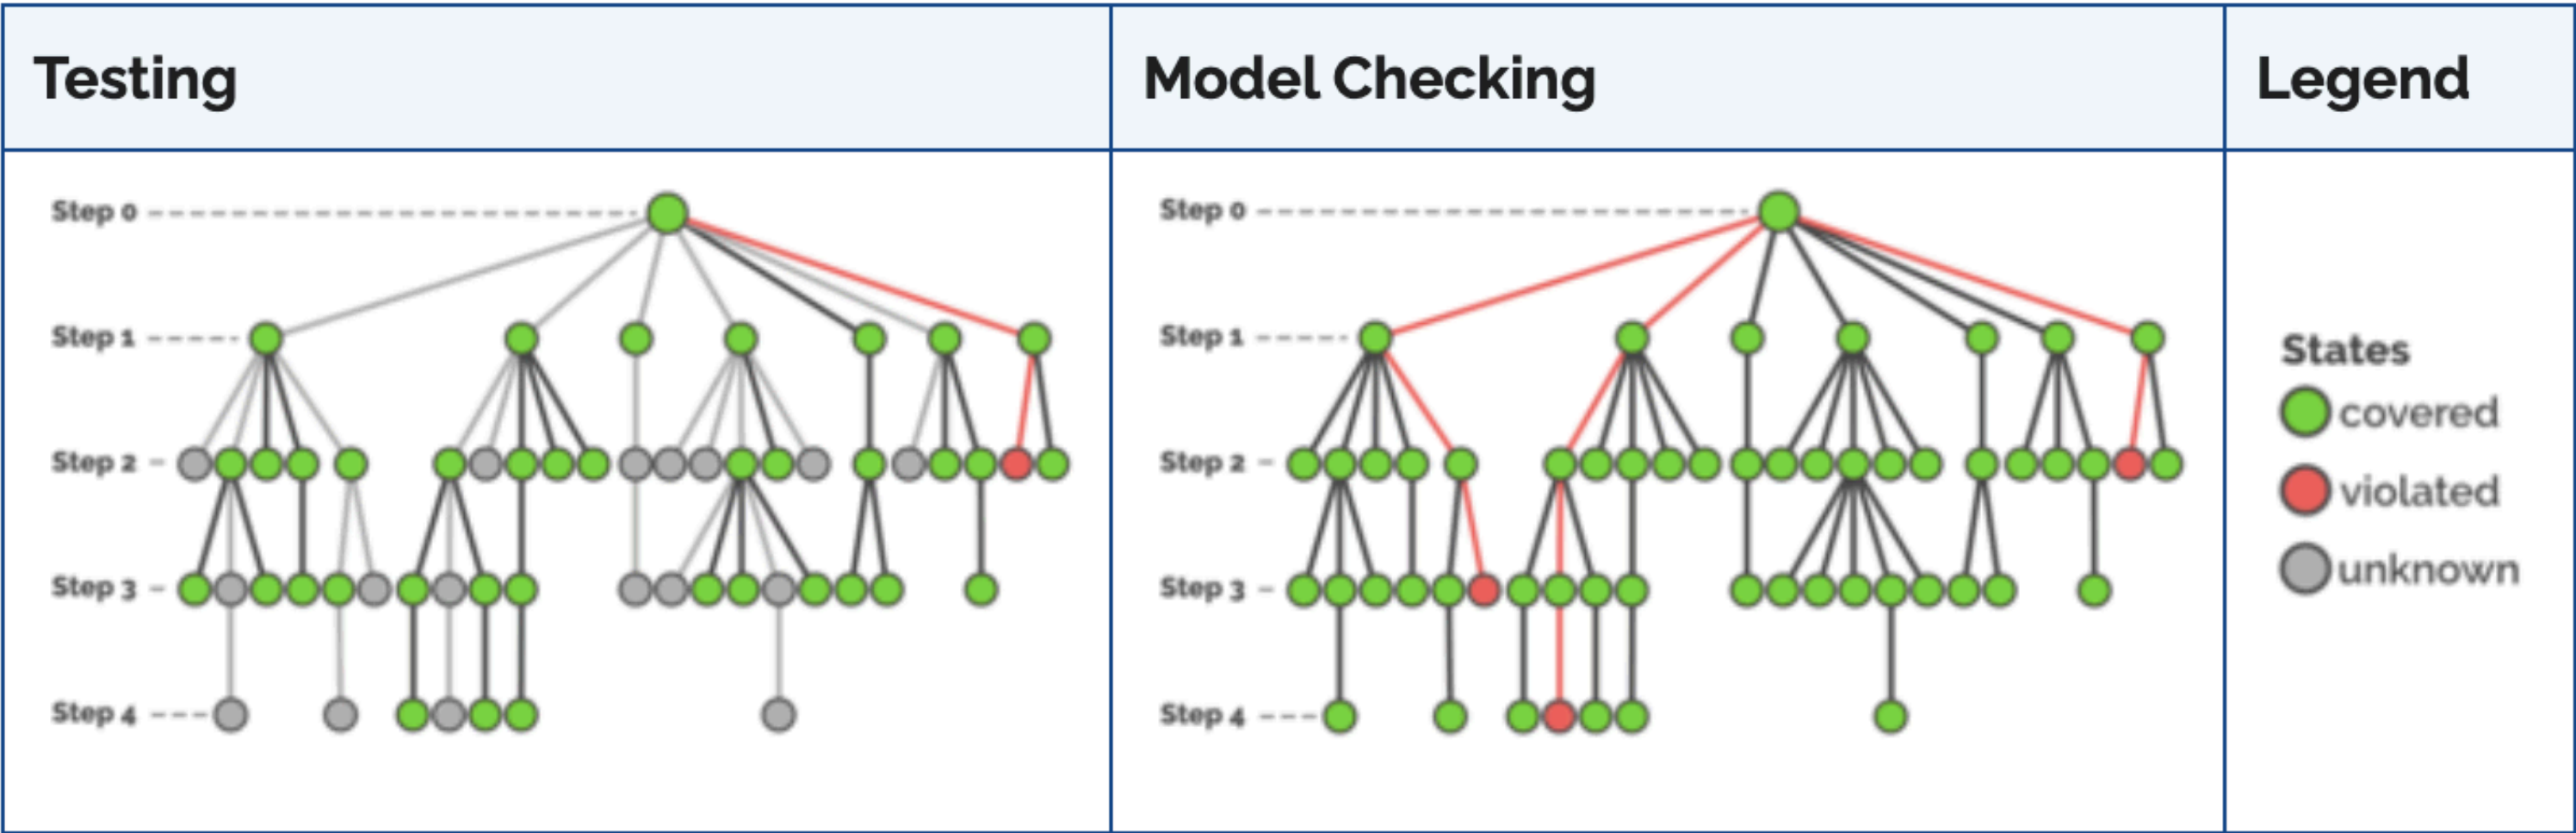 Testing
Model Checking
Legend
Step 0
Step 1
Step 2
Step 3
Step 4
Step 0
Step 1
Step 2
Step 3
Step 4
States
covered
violated
unknown